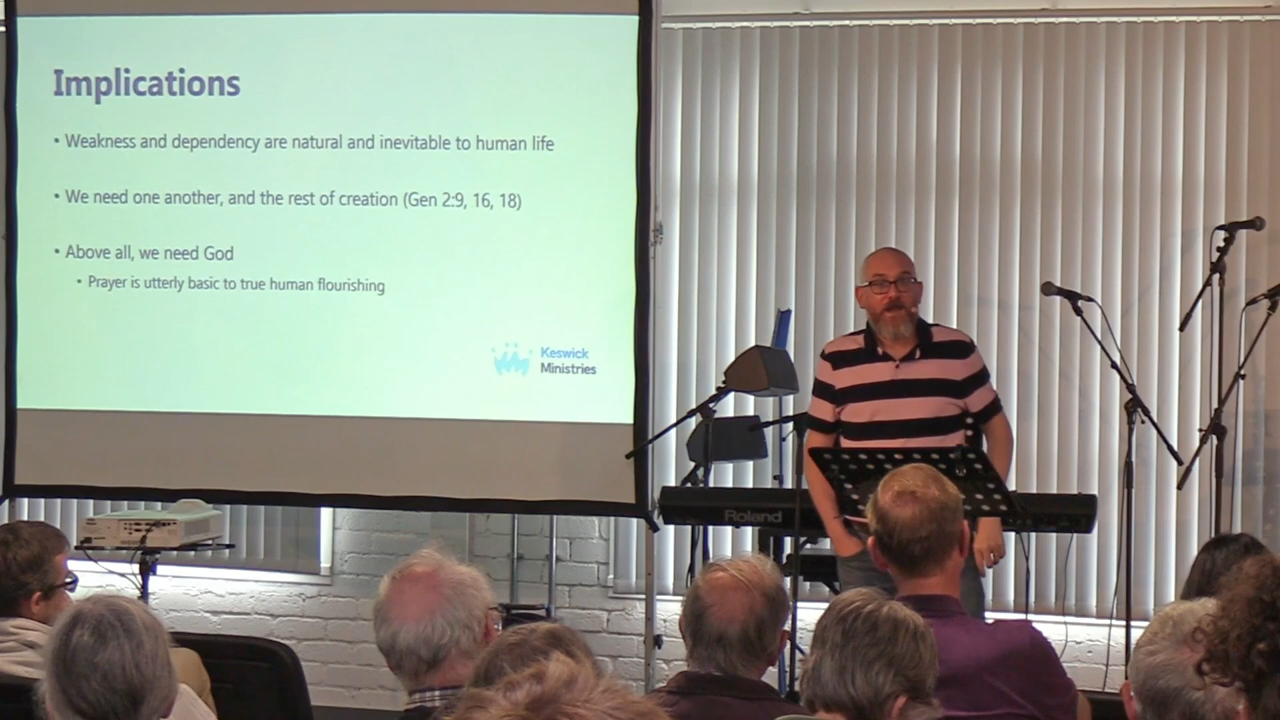 Implications
• Weakness and dependency are natural and inevitable to human life
• We need one another, and the rest of creation (Gen 2:9, 16, 18)
• Above all, we need God
• Prayer is utterly basic to true human flourishing
Keswick
Ministries
Roland